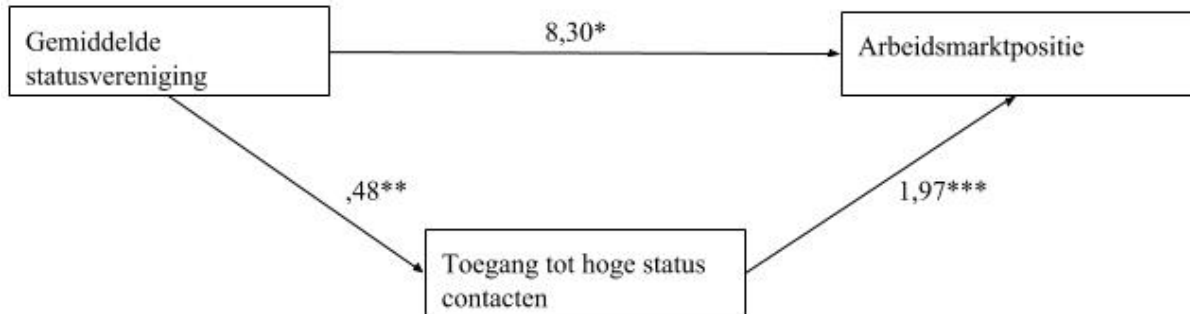 Gemiddelde
statusvereniging
8,30*
Arbeidsmarktpositie
,48**
1,97***
Toegang tot hoge status
contacten